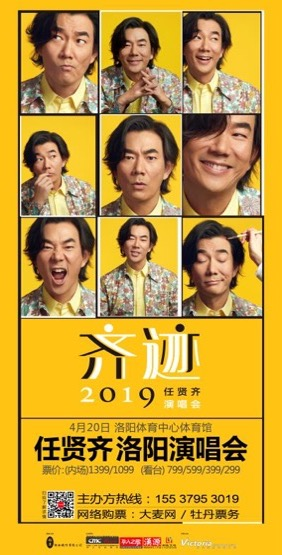 齐迹
2019 任贤齐
演唱会
4月20日 洛阳体育中心体育馆
任贤齐 洛阳演唱会
票价:(内场)1399/1099 (看台) 799/599/399/299
主办方热线：155 3795 3019
网络购票：大麦网 / 牡丹票务